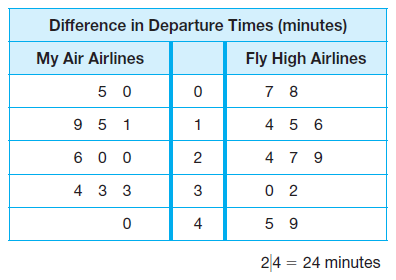 Difference in Departure Times (minutes)
My Air Airlines Fly High Airlines
5 0 0 7 8
9 5 1 1 4 5 6
6 0 0 2 4 7 9
4 3 3 3 0 2
0 4 5 9
2|4 = 24 minutes